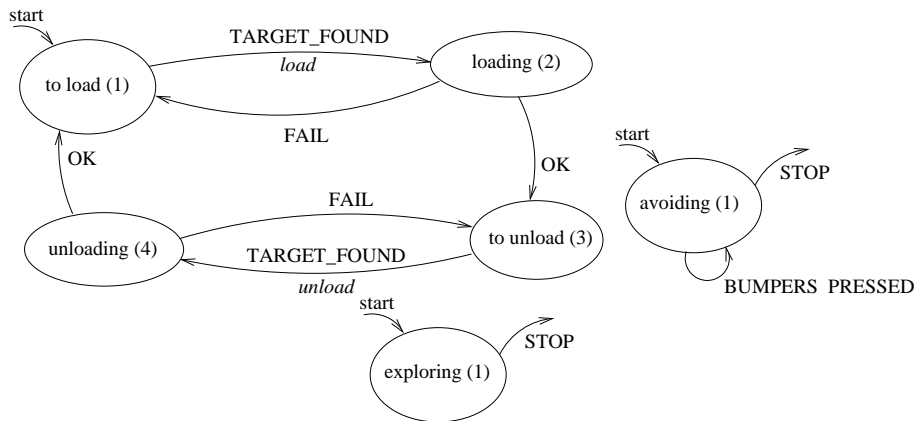 start
TARGET_FOUND
load
to load (1)
loading (2)
FAIL
OK
OK
start
STOP
avoiding (1)
BUMPERS PRESSED
FAIL
unloading (4)
to unload (3)
TARGET_FOUND
unload
start
STOP
exploring (1)